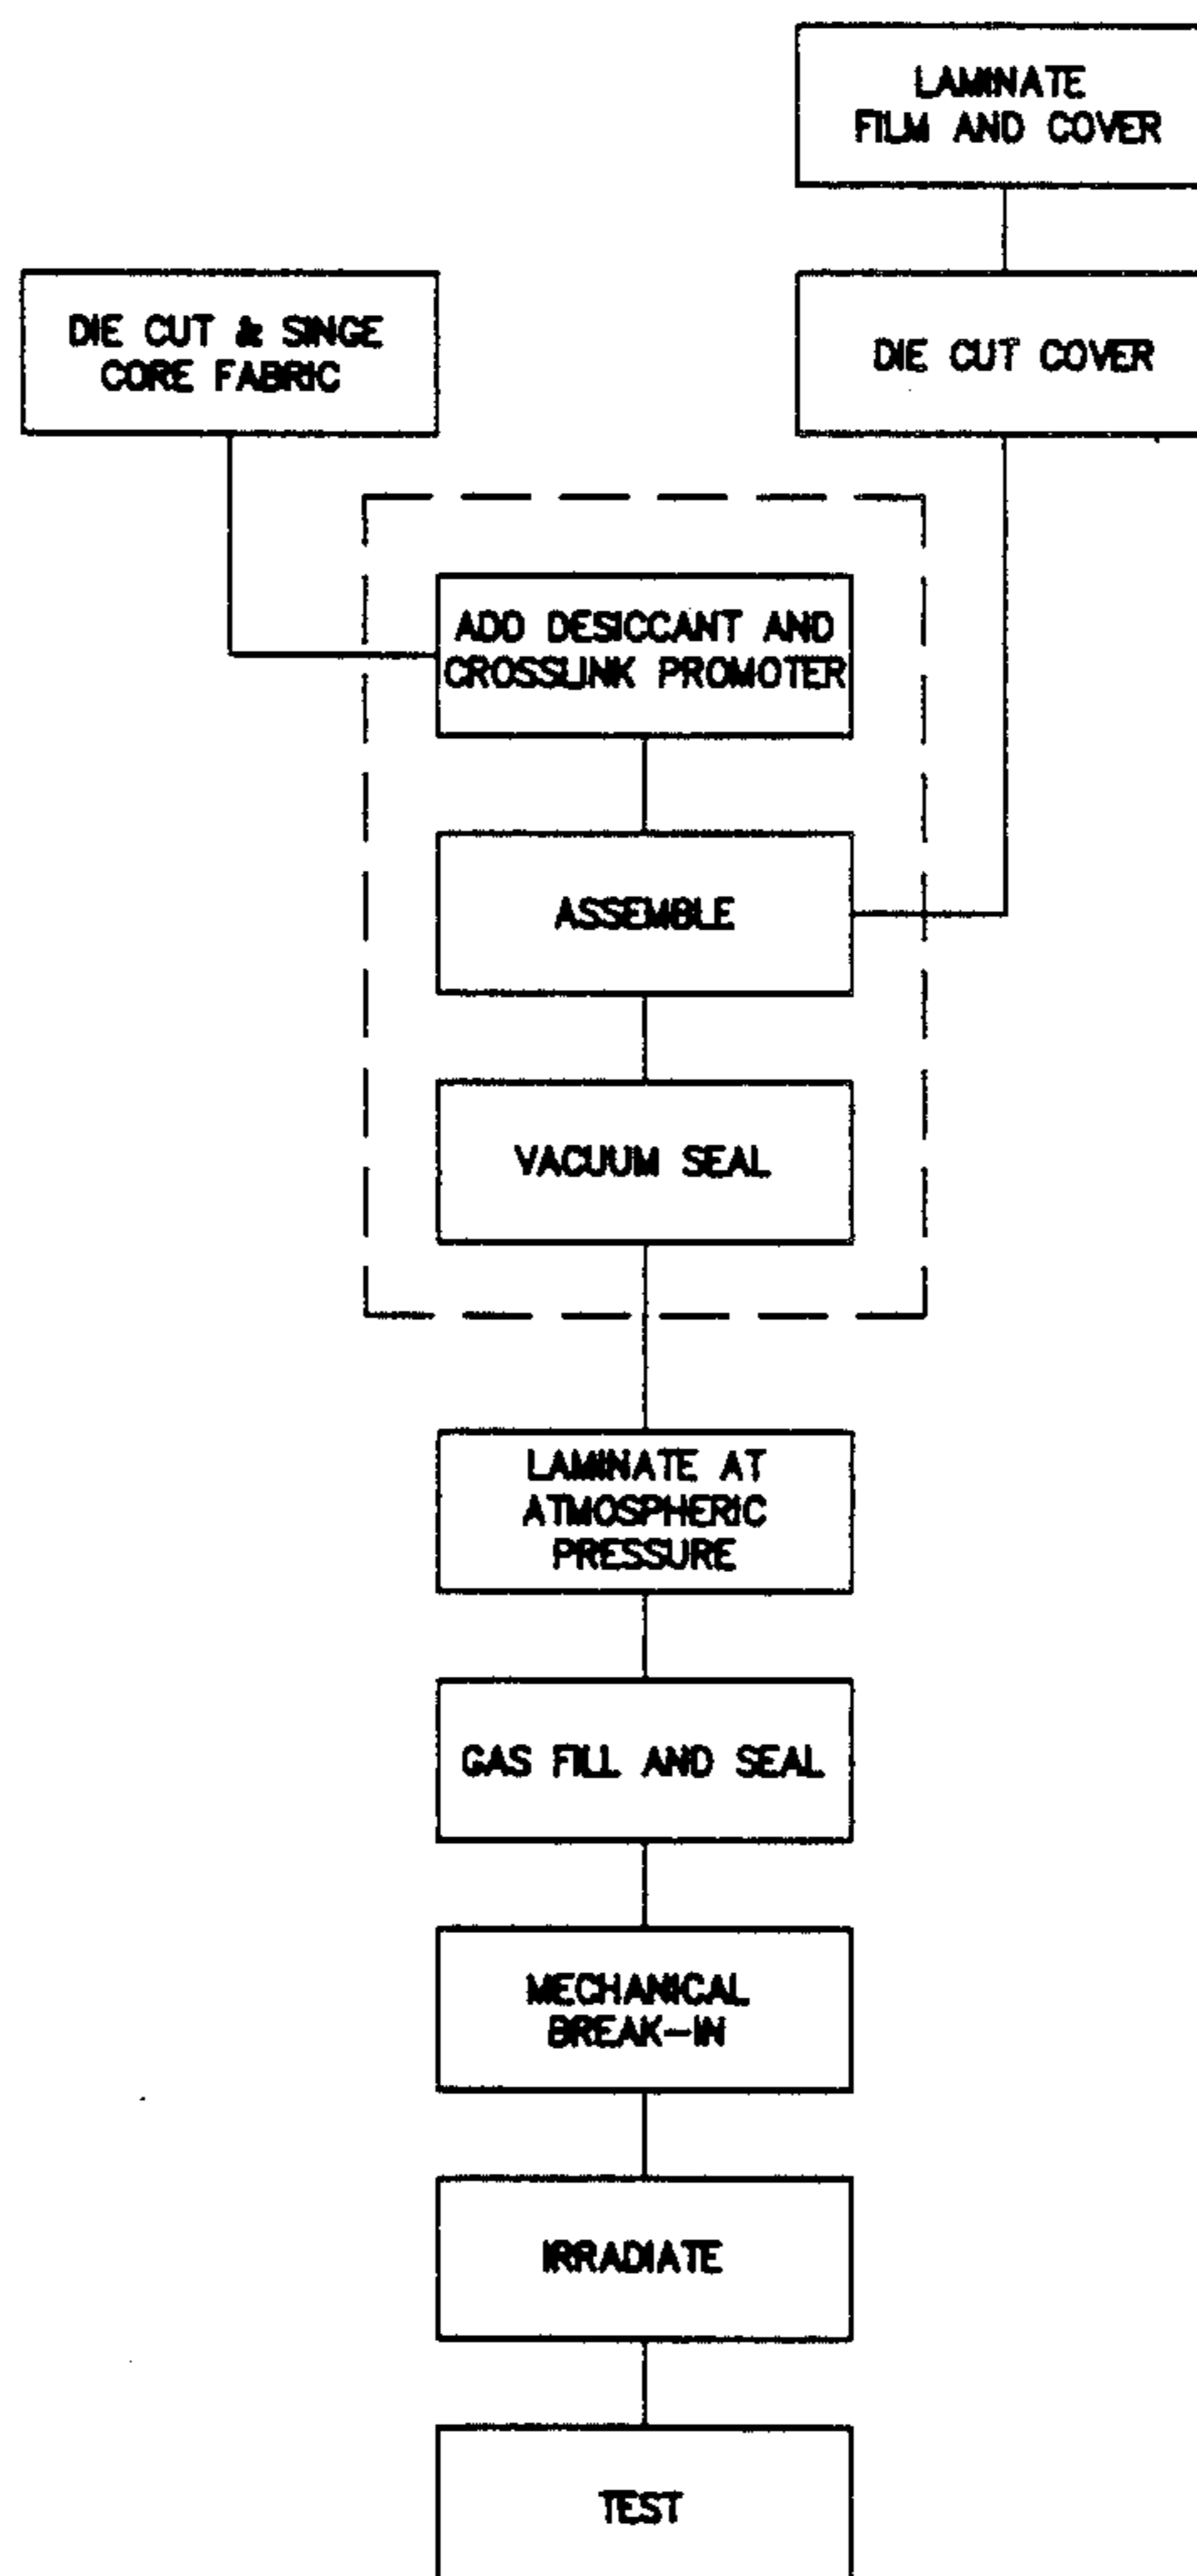 LAMINATE
FILM AND COVER
DIE CUT & SINGE
CORE FABRIC
DIE CUT COVER
ADD DESICCANT AND
CROSSLINK PROMOTER
ASSEMBLE
VACUUM SEAL
LAMINATE AT
ATMOSPHERIC
PRESSURE
GAS FILL AND SEAL
MECHANICAL
BREAK-IN
IRRADIATE
TEST